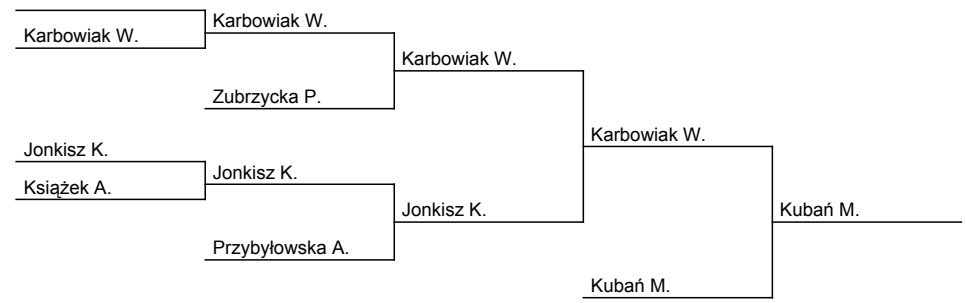 Karbowiak W.
Karbowiak W.
Zubrzycka P.
Karbowiak W.
Jonkisz K.
Książek A.
Jonkisz K.
Przybyłowska A.
Jonkisz K.
Karbowiak W.
Kubań M.
Kubań M.